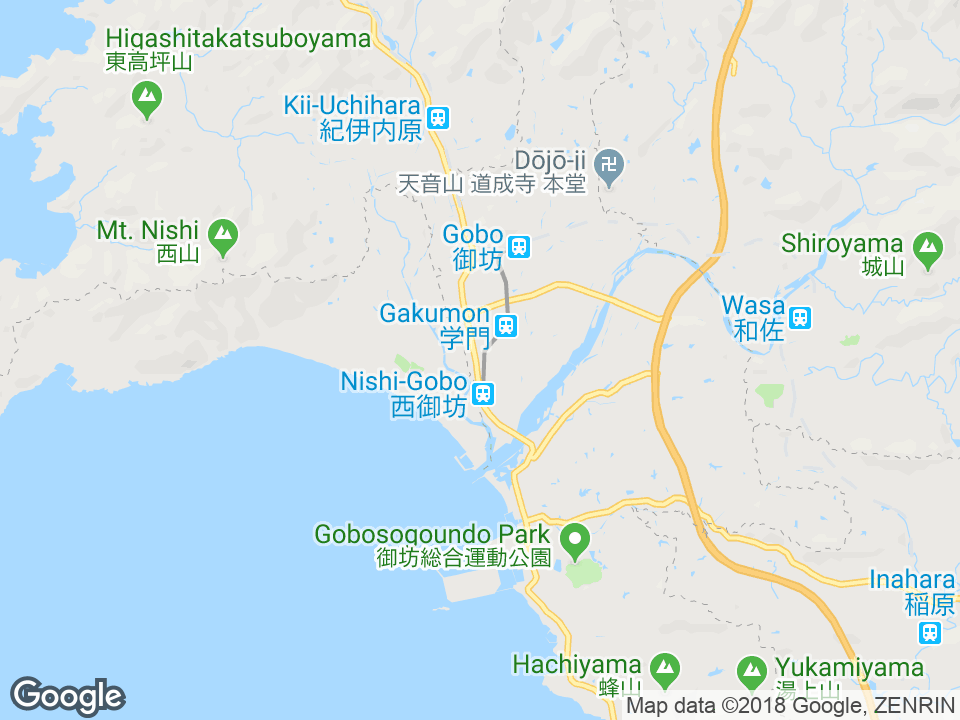 Higashitakatsuboyama
東高坪山
Kii-Uchihara
紀伊内原
Dōjō-ji
天音山 道成寺 本堂
Mt. Nishi
西山
Gobo
御坊
Shiroyama
城山
Wasa
和佐
Gakumon
学門
Nishi-Gobo
西御坊
Gobosogoundo Park
御坊総合運動公園
Inahara
稲原
Hachiyama
蜂山
Yukamiyama
湯上山
Google
Map data ©2018 Google, ZENRIN